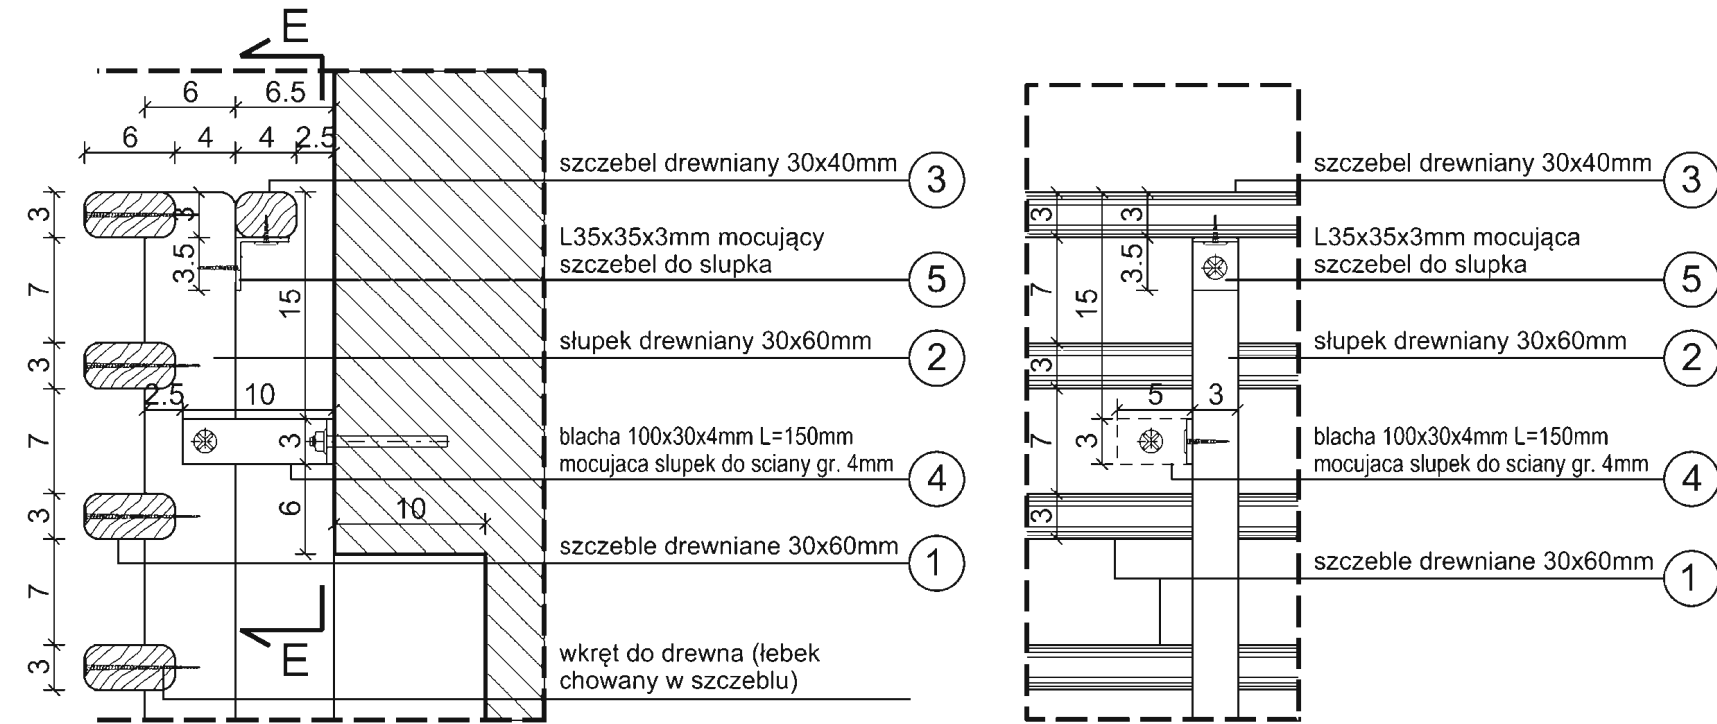 E
6 6.5
6 4 4 2.5
szczebel drewniany 30x40mm
3
3
3
L35x35x3mm mocujący
szczebel do slupka
5
3.5
7
15
słupek drewniany 30x60mm
2
3
2.5 10
7
3
blacha 100x30x4mm L=150mm
mocujaca slupek do sciany gr. 4mm
4
3
6
10
szczeble drewniane 30x60mm
1
7
E
3
wkręt do drewna (łebek
chowany w szczeblu)
szczebel drewniany 30x40mm
3
3
3
L35x35x3mm mocująca
szczebel do slupka
5
3.5
7
15
słupek drewniany 30x60mm
2
3
5 3
7
3
blacha 100x30x4mm L=150mm
mocujaca slupek do sciany gr. 4mm
4
3
szczeble drewniane 30x60mm
1